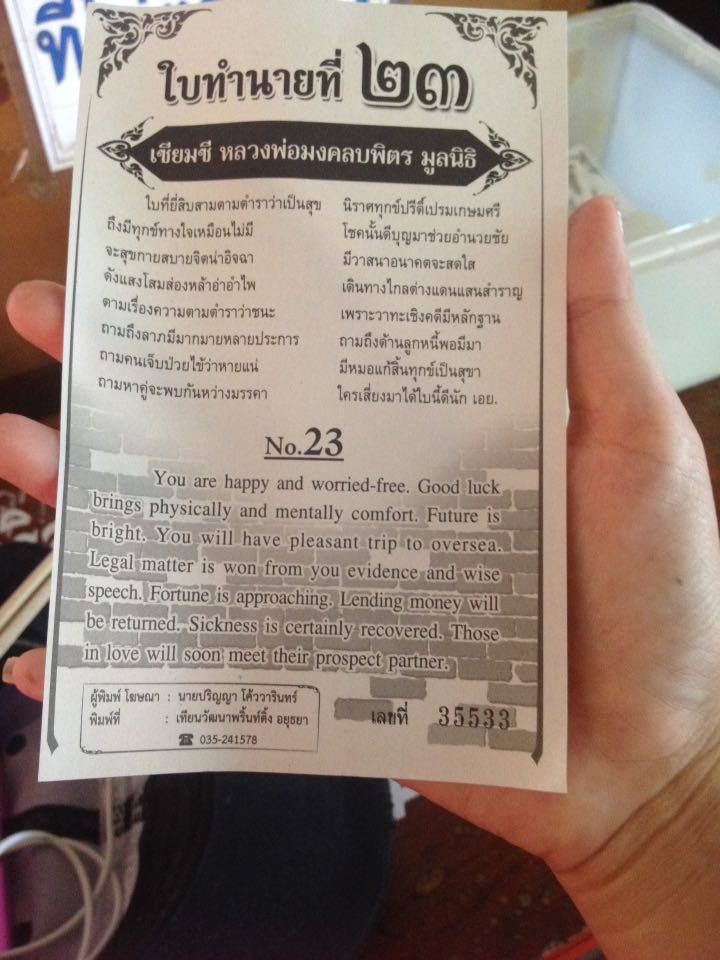 ที่
ใบทำนายที่ ๒๓
เซียมซี หลวงพ่อมงคลบพิตร มูลนิธิ
ใบที่ยี่สิบสามตามตำราว่าเป็นสุข นิราศทุกข์ปรีดิ์เปรมเกษมศรี
ถึงมีทุกข์ทางใจเหมือนไม่มี โชคนั้นดีบุญมาช่วยอำนวยชัย
จะสุขกายสบายจิตน่าอิจฉา มีวาสนาอนาคตจะสดใส
ดังแสงโสมส่องหล้าอ่าอำไพ เดินทางไกลต่างแดนแสนสำราญ
ตามเรื่องความตามตำราว่าชนะ เพราะวาทะเชิงคดีมีหลักฐาน
ถามถึงลาภมีมากมายหลายประการ ถามถึงด้านลูกหนี้พอมีมา
ถามคนเจ็บป่วยไข้ว่าหายแน่ มีหมอแก้สิ้นทุกข์เป็นสุขา
ถามหาคู่จะพบกันหว่างมรรคา ใครเสี่ยงมาได้ใบนี้ดีนัก เอย.
No.23
You are happy and worried-free. Good luck
brings physically and mentally comfort. Future is
bright. You will have pleasant trip to oversea.
Legal matter is won from you evidence and wise
speech. Fortune is approaching. Lending money will
be returned. Sickness is certainly recovered. Those
in love will soon meet their prospect partner.
ผู้พิมพ์ โฆษณา : นายปริญญา โค้ววารินทร์
พิมพ์ที่ : เทียนวัฒนาพริ้นท์ติ้ง อยุธยา
☎ 035-241578
เลขที่ 35533